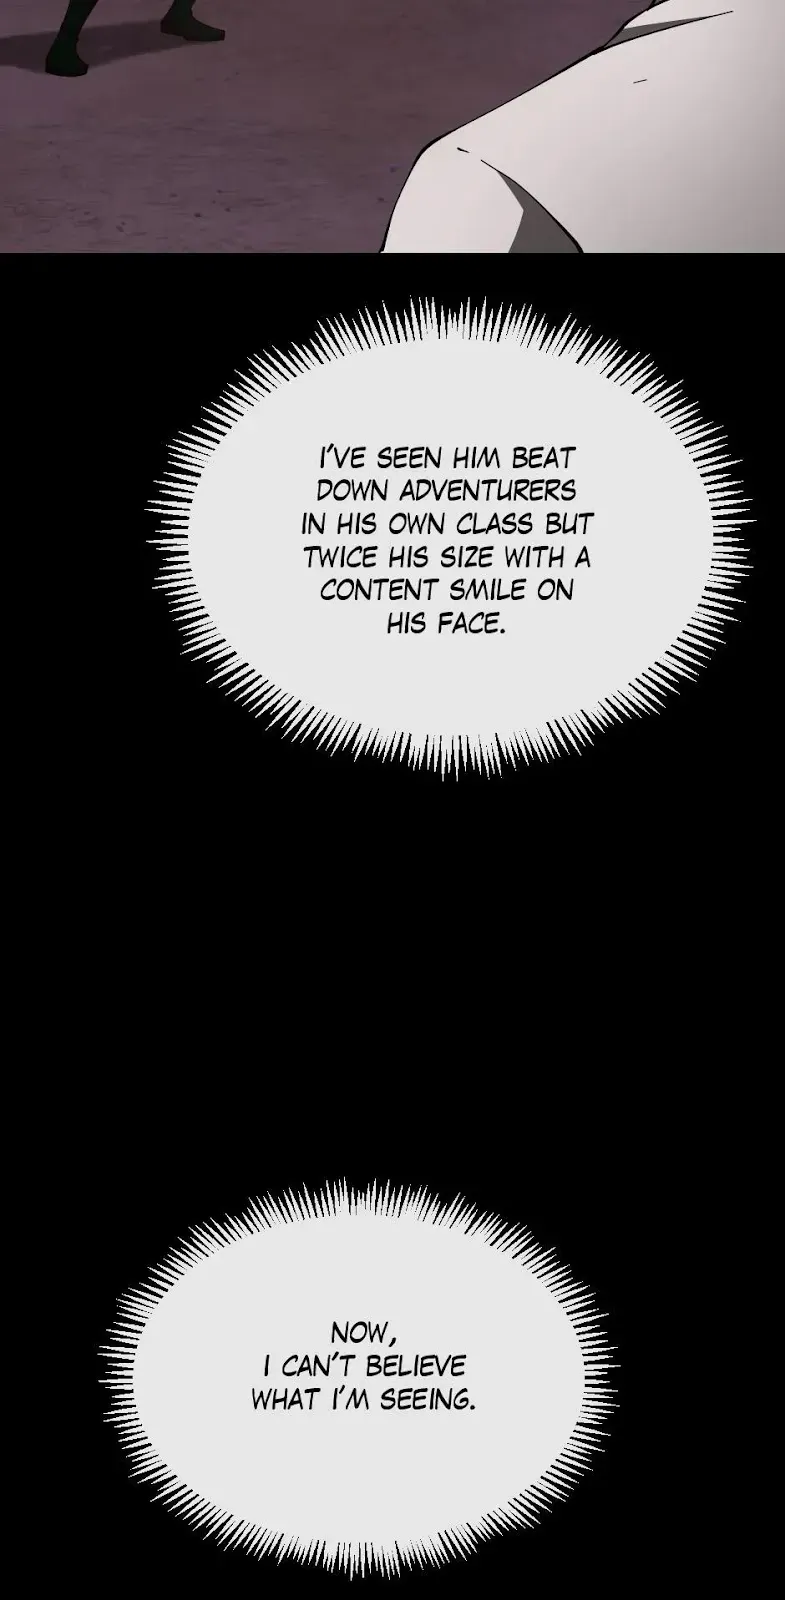 I'VE SEEN HIM BEAT
DOWN ADVENTURERS
IN HIS OWN CLASS BUT
TWICE HIS SIZE WITH A
CONTENT SMILE ON
HIS FACE.
NOW,
I CAN'T BELIEVE
WHAT I'M SEEING.